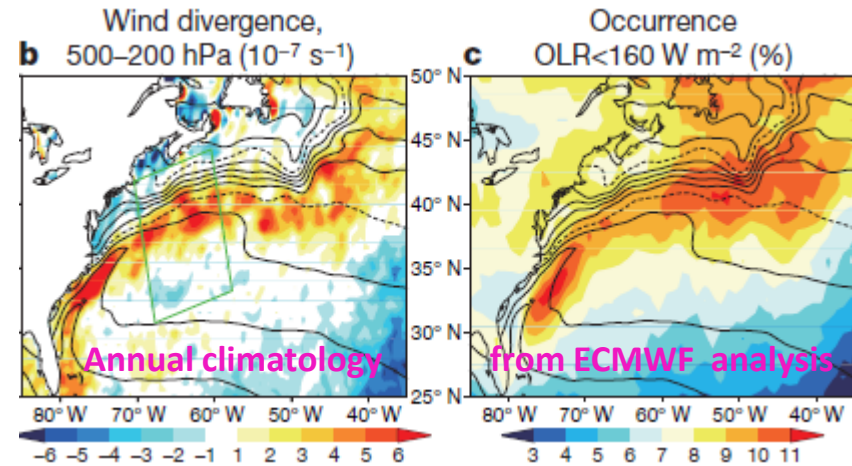 Wind divergence,
b 500–200 hPa (10⁻⁷ s⁻¹)
Occurrence
c OLR<160 W m⁻² (%)
50° N
45° N
40° N
35° N
30° N
25° N
Annual climatology
from ECMWF analysis
80° W 70° W 60° W 50° W 40° W
80° W 70° W 60° W 50° W 40° W
−6 −5 −4 −3 −2 −1 1 2 3 4 5 6
3 4 5 6 7 8 9 10 11